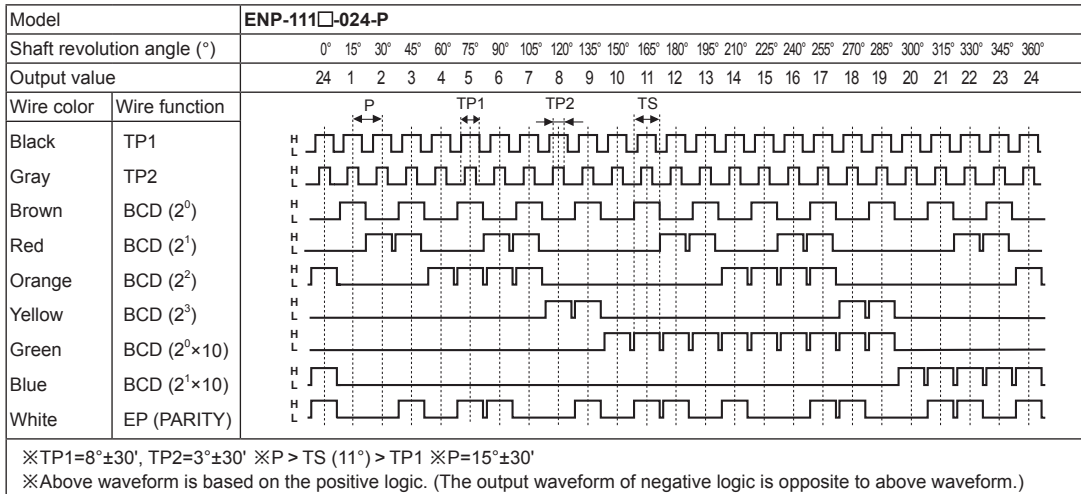 Model ENP-111□-024-P
Shaft revolution angle (°) 0° 15° 30° 45° 60° 75° 90° 105° 120° 135° 150° 165° 180° 195° 210° 225° 240° 255° 270° 285° 300° 315° 330° 345° 360°
Output value 24 1 2 3 4 5 6 7 8 9 10 11 12 13 14 15 16 17 18 19 20 21 22 23 24
Wire color Wire function P TP1 TP2 TS
Black TP1 H L
Gray TP2 H L
Brown BCD (2⁰) H L
Red BCD (2¹) H L
Orange BCD (2²) H L
Yellow BCD (2³) H L
Green BCD (2⁰×10) H L
Blue BCD (2¹×10) H L
White EP (PARITY) H L
※TP1=8°±30', TP2=3°±30' ※P > TS (11°) > TP1 ※P=15°±30'
※Above waveform is based on the positive logic. (The output waveform of negative logic is opposite to above waveform.)